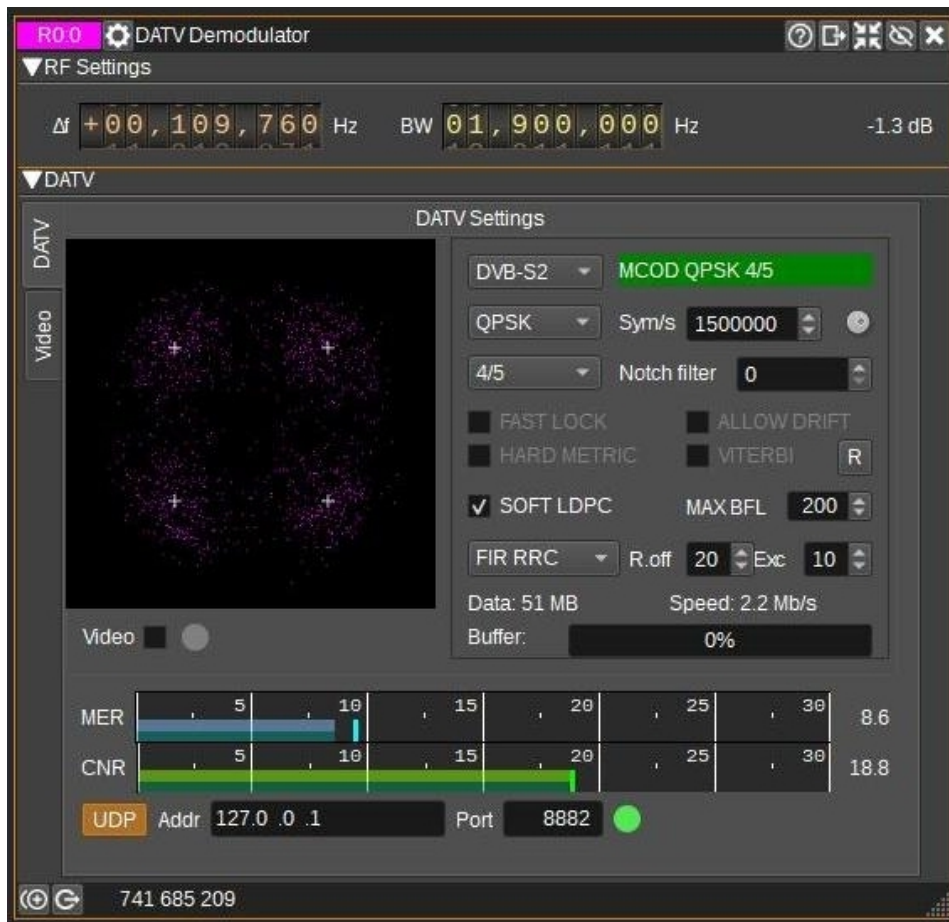 R0:0 DATV Demodulator
RF Settings
Δf +00,109,760 Hz BW 01,900,000 Hz -1.3 dB
DATV
DATV
Video
DATV Settings
DVB-S2 MCOD QPSK 4/5
QPSK Sym/s 1500000
4/5 Notch filter 0
FAST LOCK ALLOW DRIFT
HARD METRIC VITERBI R
SOFT LDPC MAX BFL 200
FIR RRC R.off 20 Exc 10
Data: 51 MB Speed: 2.2 Mb/s
Video
Buffer: 0%
MER 5 10 15 20 25 30 8.6
CNR 5 10 15 20 25 30 18.8
UDP Addr 127.0 .0 .1 Port 8882
741 685 209